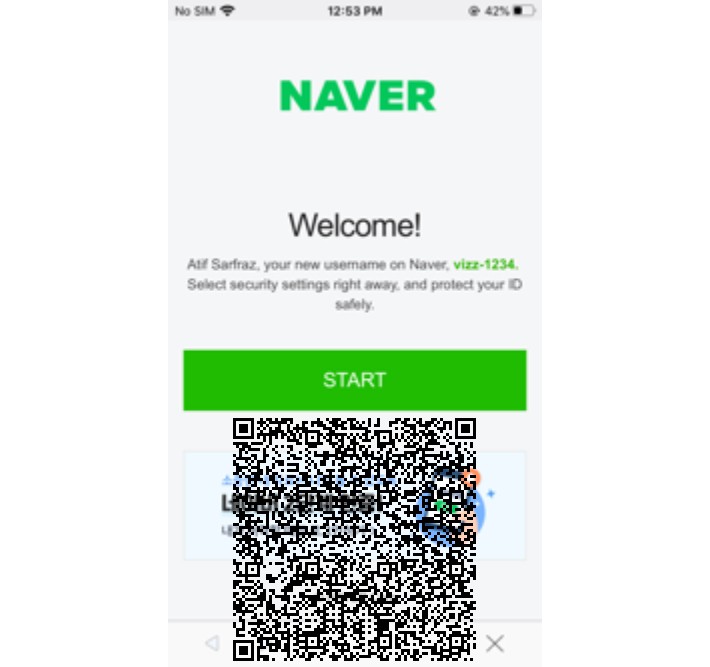 No SIM
12:53 PM
42%
NAVER
Welcome!
Atif Sarfraz, your new username on Naver, vizz-1234.
Select security settings right away, and protect your ID
safely.
START